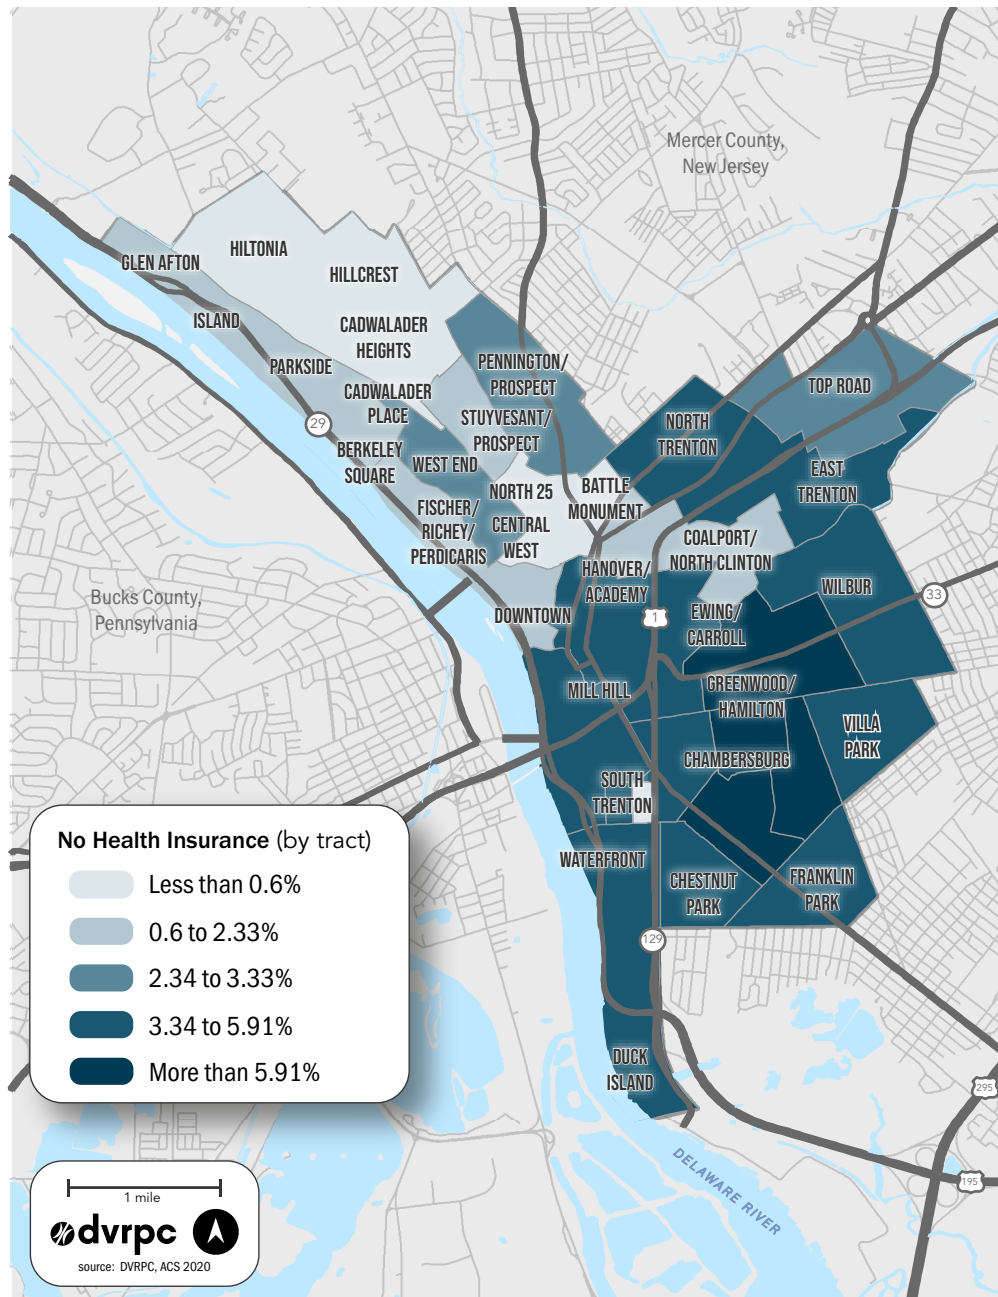 Mercer County,
New Jersey
HILTONIA
GLEN AFTON
HILLCREST
ISLAND
CADWALADER
HEIGHTS
PARKSIDE
PENNINGTON/
PROSPECT
TOP ROAD
CADWALADER
PLACE
STUYVESANT/
PROSPECT
NORTH
TRENTON
29
BERKELEY
SQUARE
WEST END
EAST
TRENTON
NORTH 25
BATTLE
MONUMENT
FISCHER/
RICHEY/
PERDICARIS
CENTRAL
WEST
COALPORT/
NORTH CLINTON
HANOVER/
ACADEMY
WILBUR
33
Bucks County,
Pennsylvania
DOWNTOWN
1
EWING/
CARROLL
MILL HILL
GREENWOOD/
HAMILTON
VILLA
PARK
CHAMBERSBURG
SOUTH
TRENTON
WATERFRONT
CHESTNUT
PARK
FRANKLIN
PARK
129
DUCK
ISLAND
295
195
DELAWARE RIVER
No Health Insurance (by tract)
Less than 0.6%
0.6 to 2.33%
2.34 to 3.33%
3.34 to 5.91%
More than 5.91%
1 mile
dvrpc
source: DVRPC, ACS 2020